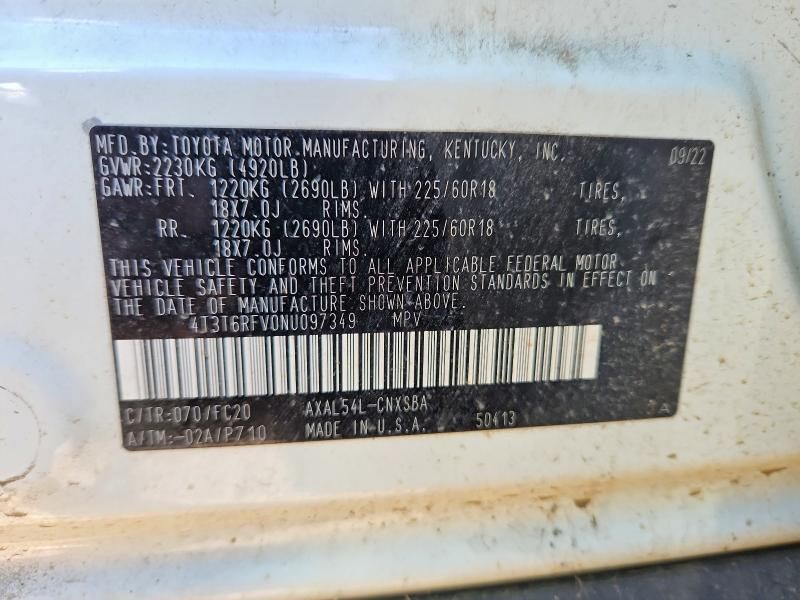 MFD.BY:TOYOTA MOTOR MANUFACTURING, KENTUCKY, INC. 09/22
GVWR:2230KG (4920LB)
GAWR:FRT. 1220KG (2690LB) WITH 225/60R18 TIRES,
18X7.0J RIMS.
RR. 1220KG (2690LB) WITH 225/60R18 TIRES,
18X7.0J RIMS.
THIS VEHICLE CONFORMS TO ALL APPLICABLE FEDERAL MOTOR
VEHICLE SAFETY AND THEFT PREVENTION STANDARDS IN EFFECT ON
THE DATE OF MANUFACTURE SHOWN ABOVE.
4T3T6RFV0NU097349 MPV
C/TR:070/FC20 AXAL54L-CNXSBA A
A/TM:-02A/P710 MADE IN U.S.A. 50413